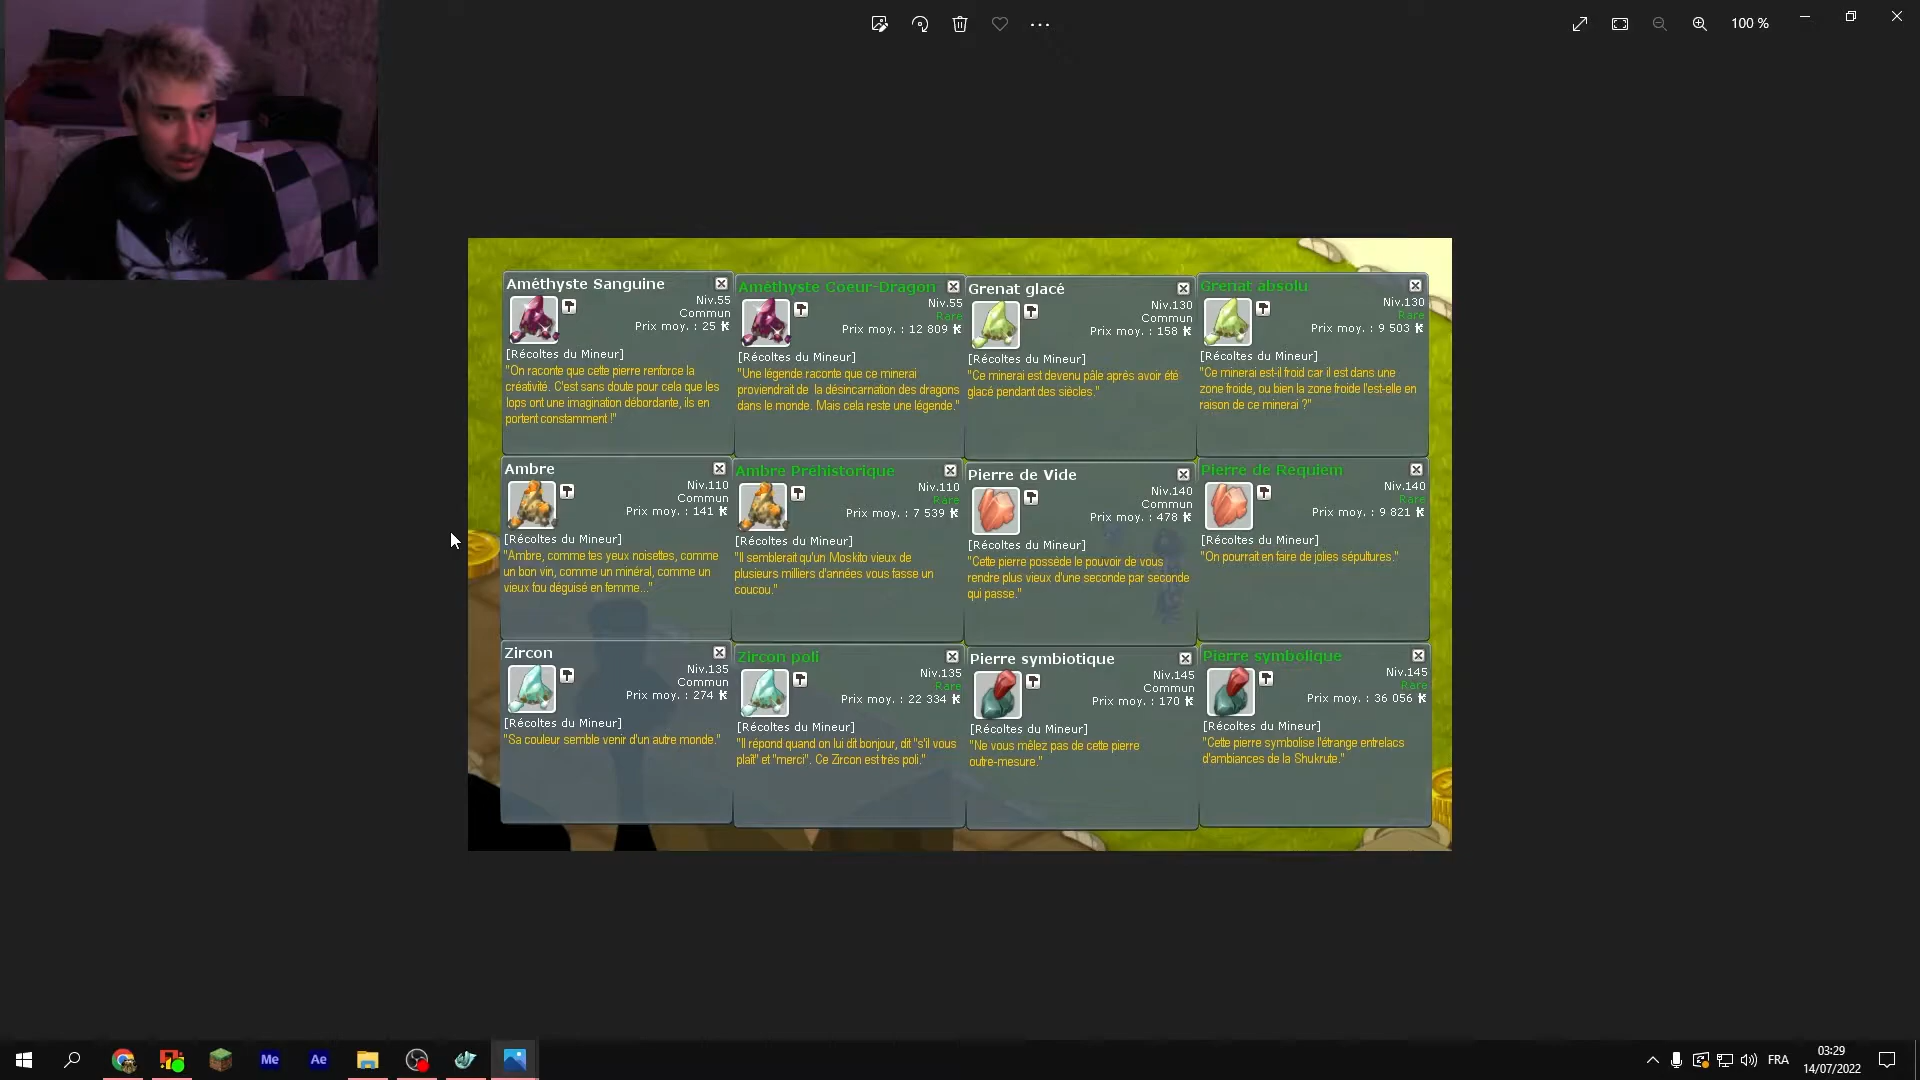 100 %
Améthyste Sanguine
Niv.55
Commun
Prix moy. : 25
[Récoltes du Mineur]
"On raconte que cette pierre renforce la
créativité. C'est sans doute pour cela que les
Iops ont une imagination débordante, ils en
portent constamment !"
Améthyste Coeur-Dragon
Niv.55
Rare
Prix moy. : 12 809
[Récoltes du Mineur]
"Une légende raconte que ce minerai
proviendrait de la désincarnation des dragons
dans le monde. Mais cela reste une légende."
Grenat glacé
Niv.130
Commun
Prix moy. : 158
[Récoltes du Mineur]
"Ce minerai est devenu pâle après avoir été
glacé pendant des siècles."
Grenat absolu
Niv.130
Rare
Prix moy. : 9 503
[Récoltes du Mineur]
"Ce minerai est-il froid car il est dans une
zone froide, ou bien la zone froide l'est-elle en
raison de ce minerai ?"
Ambre
Niv.110
Commun
Prix moy. : 141
[Récoltes du Mineur]
"Ambre, comme tes yeux noisettes, comme
un bon vin, comme un minéral, comme un
vieux fou déguisé en femme..."
Ambre Préhistorique
Niv.110
Rare
Prix moy. : 7 539
[Récoltes du Mineur]
"Il semblerait qu'un Moskito vieux de
plusieurs milliers d'années vous fasse un
coucou."
Pierre de Vide
Niv.140
Commun
Prix moy. : 478
[Récoltes du Mineur]
"Cette pierre possède le pouvoir de vous
rendre plus vieux d'une seconde par seconde
qui passe."
Pierre de Requiem
Niv.140
Rare
Prix moy. : 9 821
[Récoltes du Mineur]
"On pourrait en faire de jolies sépultures."
Zircon
Niv.135
Commun
Prix moy. : 274
[Récoltes du Mineur]
"Sa couleur semble venir d'un autre monde."
Zircon poli
Niv.135
Rare
Prix moy. : 22 334
[Récoltes du Mineur]
"Il répond quand on lui dit bonjour, dit "s'il vous
plaît" et "merci". Ce Zircon est très poli."
Pierre symbiotique
Niv.145
Commun
Prix moy. : 170
[Récoltes du Mineur]
"Ne vous mêlez pas de cette pierre
outre-mesure."
Pierre symbolique
Niv.145
Rare
Prix moy. : 36 056
[Récoltes du Mineur]
"Cette pierre symbolise l'étrange entrelacs
d'ambiances de la Shukrute."
Me
Ae
FRA
03:29
14/07/2022